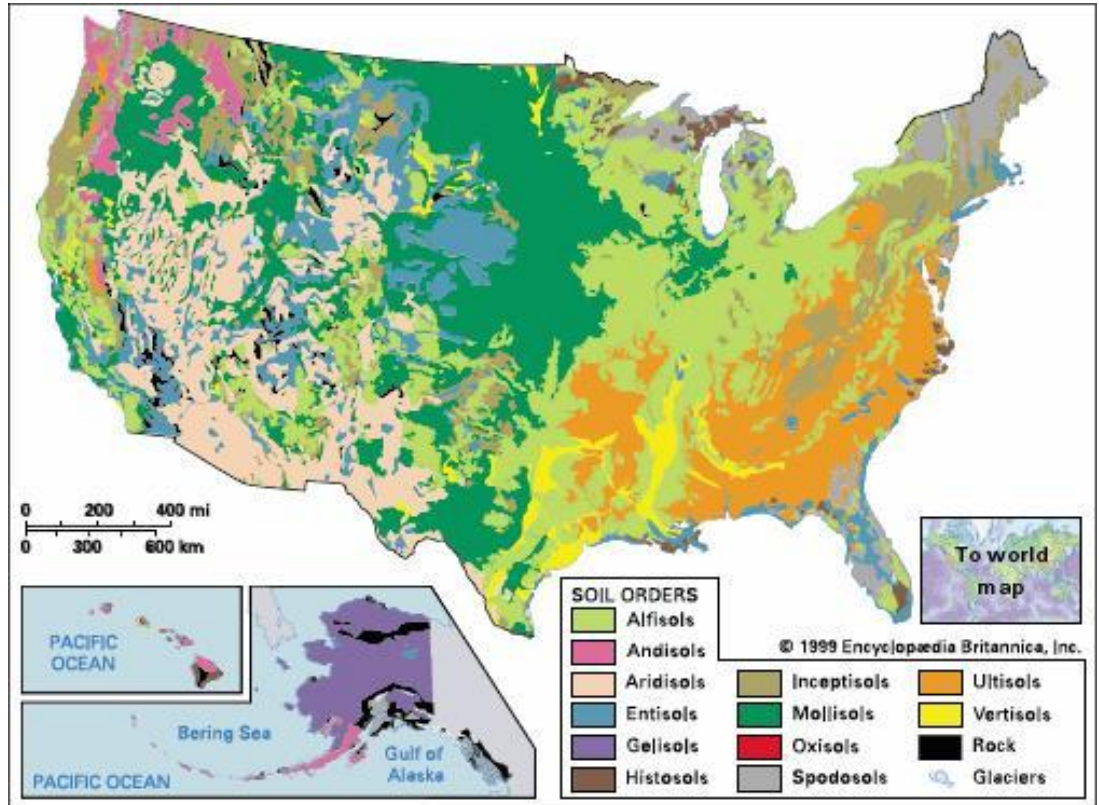 0 200 400 mi
0 300 600 km
To world
map
PACIFIC
OCEAN
Bering Sea
Gulf of
Alaska
PACIFIC OCEAN
© 1999 Encyclopædia Britannica, Inc.
SOIL ORDERS
Alfisols
Andisols
Aridisols
Entisols
Gelisols
Histosols
Inceptisols
Mollisols
Oxisols
Spodosols
Ultisols
Vertisols
Rock
Glaciers